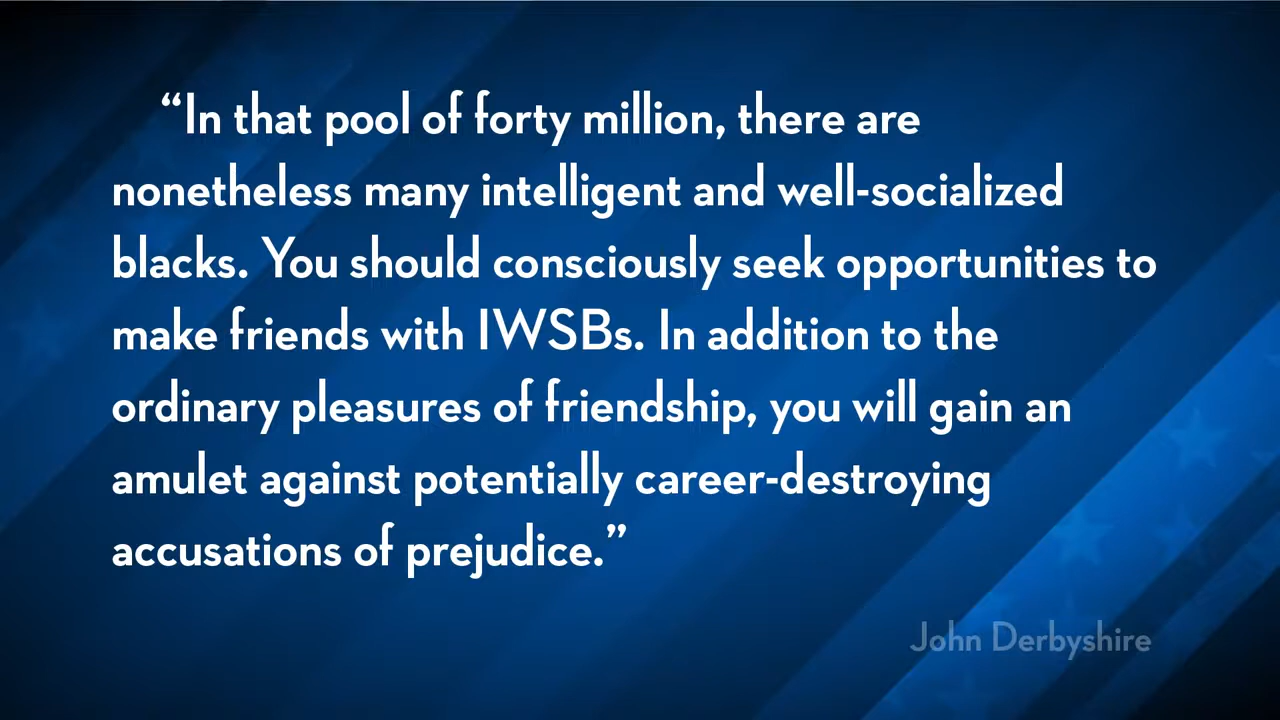 “In that pool of forty million, there are
nonetheless many intelligent and well-socialized
blacks. You should consciously seek opportunities to
make friends with IWSBs. In addition to the
ordinary pleasures of friendship, you will gain an
amulet against potentially career-destroying
accusations of prejudice.”
John Derbyshire